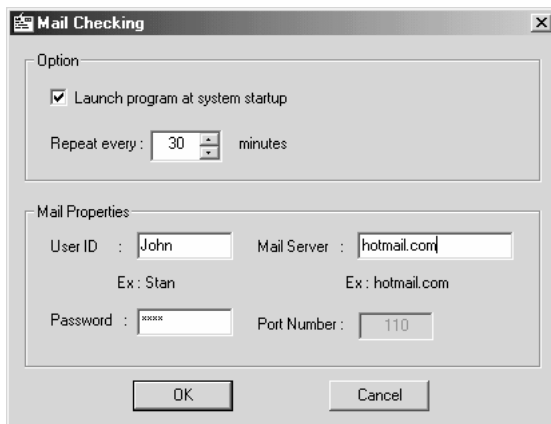 Mail Checking
Option
Launch program at system startup
Repeat every : 30 minutes
Mail Properties
User ID : John Mail Server : hotmail.com
Ex : Stan Ex : hotmail.com
Password : xxxx Port Number : 110
OK Cancel